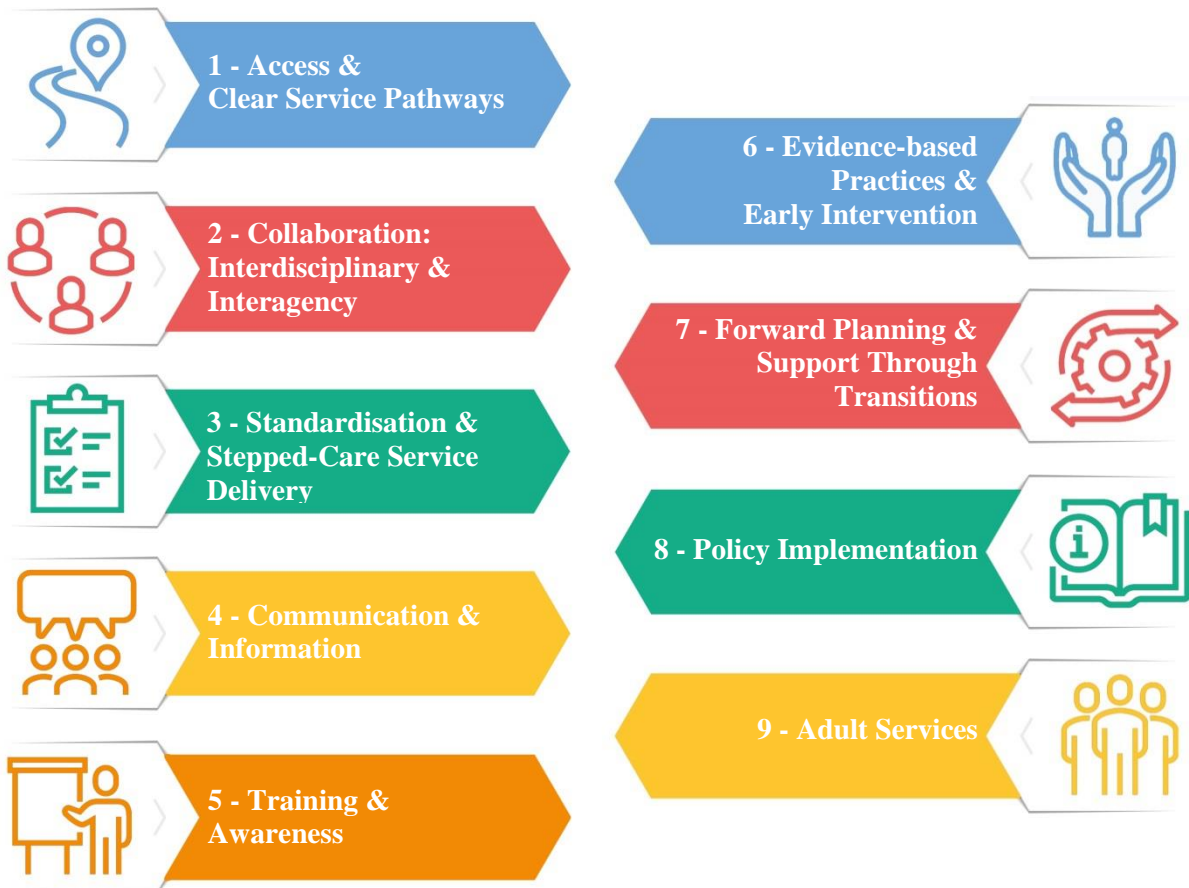 1 - Access &
Clear Service Pathways
2 - Collaboration:
Interdisciplinary &
Interagency
3 - Standardisation &
Stepped-Care Service
Delivery
4 - Communication &
Information
5 - Training &
Awareness
6 - Evidence-based
Practices &
Early Intervention
7 - Forward Planning &
Support Through
Transitions
8 - Policy Implementation
i
9 - Adult Services